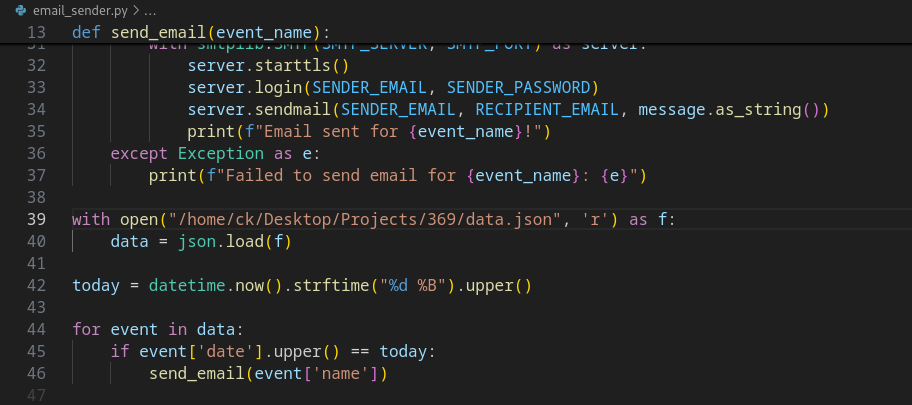 email_sender.py > ...
13 def send_email(event_name):
31 with smtplib.SMTP(SMTP_SERVER, SMTP_PORT) as server:
32 server.starttls()
33 server.login(SENDER_EMAIL, SENDER_PASSWORD)
34 server.sendmail(SENDER_EMAIL, RECIPIENT_EMAIL, message.as_string())
35 print(f"Email sent for {event_name}!")
36 except Exception as e:
37 print(f"Failed to send email for {event_name}: {e}")
38
39 with open("/home/ck/Desktop/Projects/369/data.json", 'r') as f:
40 data = json.load(f)
41
42 today = datetime.now().strftime("%d %B").upper()
43
44 for event in data:
45 if event['date'].upper() == today:
46 send_email(event['name'])
47